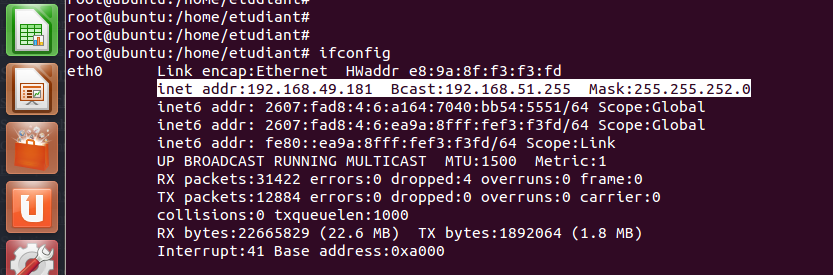 root@ubuntu:/home/etudiant#
root@ubuntu:/home/etudiant#
root@ubuntu:/home/etudiant#
root@ubuntu:/home/etudiant# ifconfig
eth0 Link encap:Ethernet HWaddr e8:9a:8f:f3:f3:fd
inet addr:192.168.49.181 Bcast:192.168.51.255 Mask:255.255.252.0
inet6 addr: 2607:fad8:4:6:a164:7040:bb54:5551/64 Scope:Global
inet6 addr: 2607:fad8:4:6:ea9a:8fff:fef3:f3fd/64 Scope:Global
inet6 addr: fe80::ea9a:8fff:fef3:f3fd/64 Scope:Link
UP BROADCAST RUNNING MULTICAST MTU:1500 Metric:1
RX packets:31422 errors:0 dropped:4 overruns:0 frame:0
TX packets:12884 errors:0 dropped:0 overruns:0 carrier:0
collisions:0 txqueuelen:1000
RX bytes:22665829 (22.6 MB) TX bytes:1892064 (1.8 MB)
Interrupt:41 Base address:0xa000